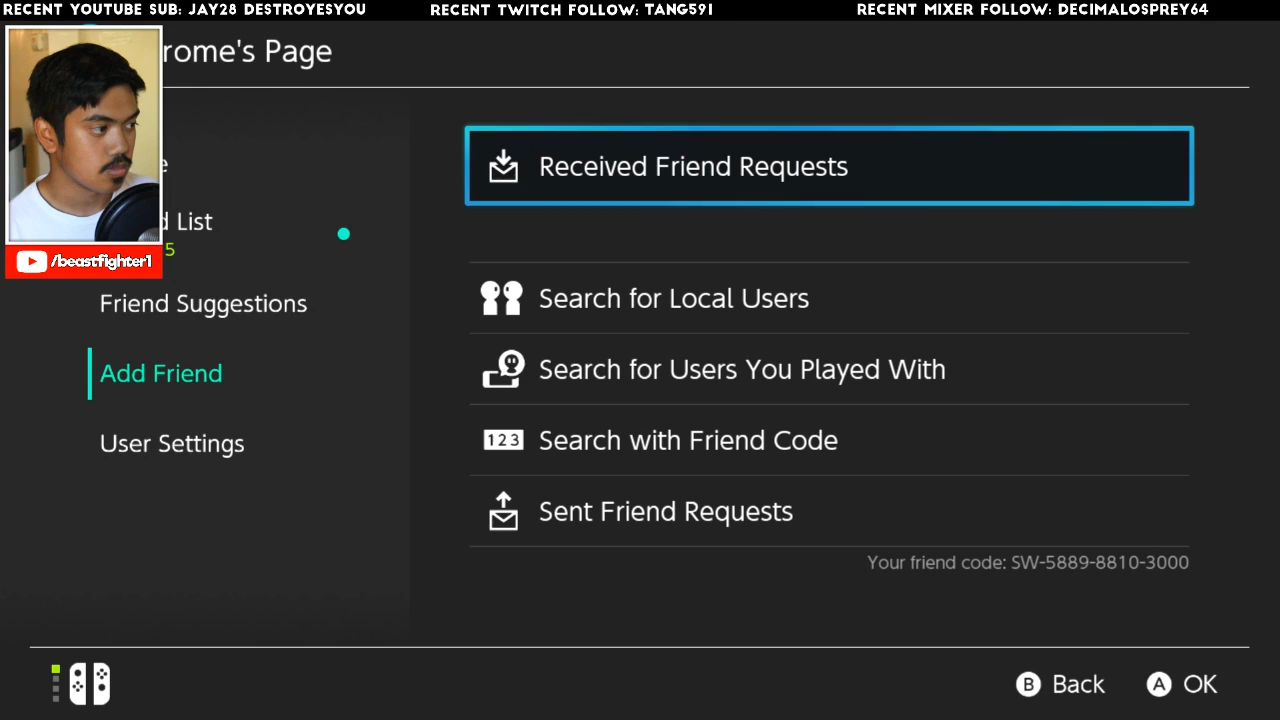 RECENT YOUTUBE SUB: JAY28 DESTROYESYOU RECENT TWITCH FOLLOW: TANG591 RECENT MIXER FOLLOW: DECIMALOSPREY64
rome's Page
Received Friend Requests
e
d List
5
/beastfighter1
Search for Local Users
Friend Suggestions
Search for Users You Played With
Add Friend
123 Search with Friend Code
User Settings
Sent Friend Requests
Your friend code: SW-5889-8810-3000
B Back A OK